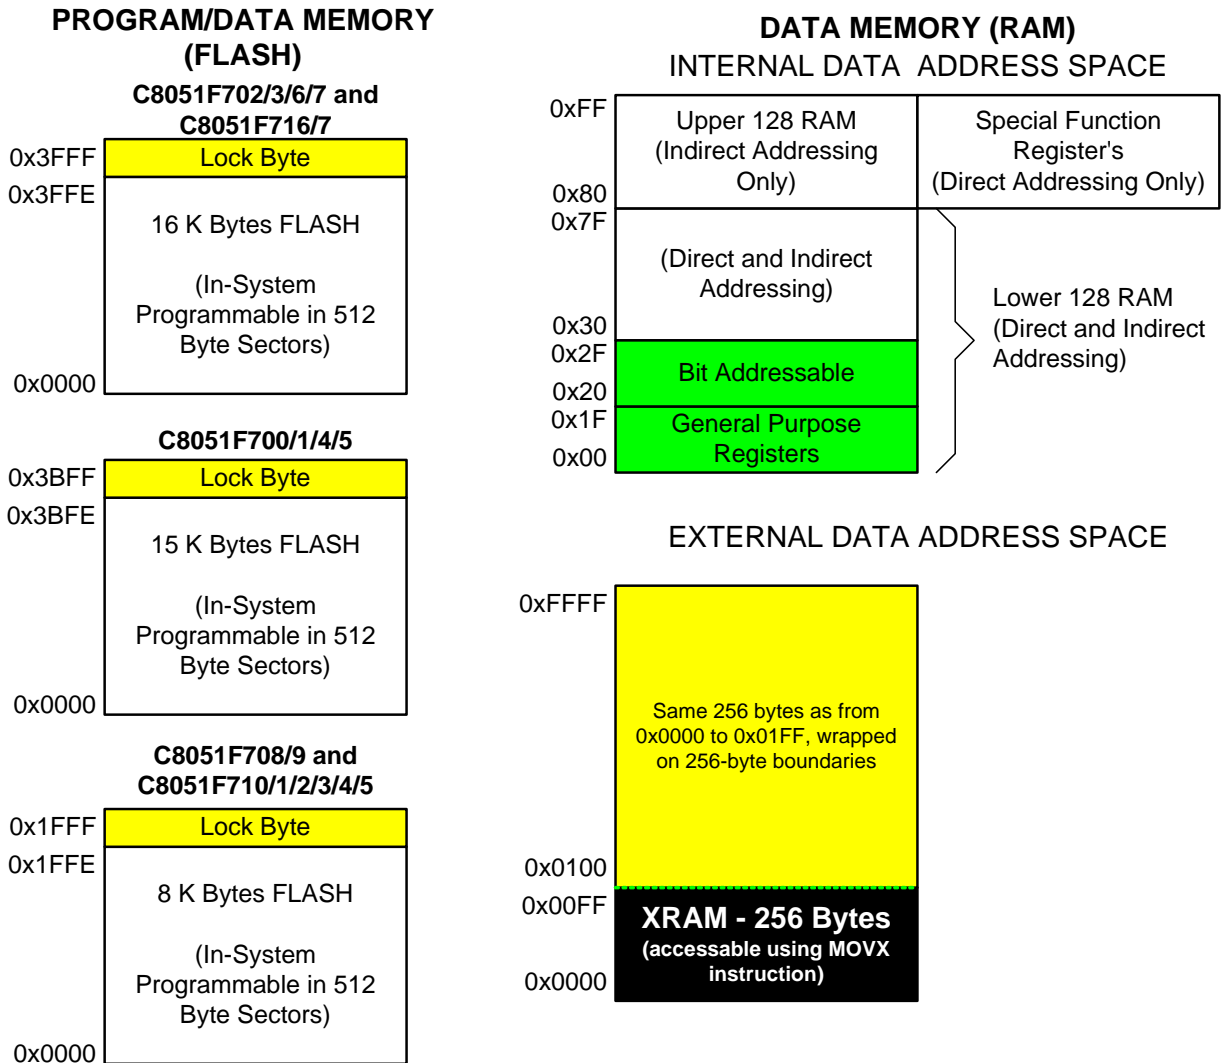 PROGRAM/DATA MEMORY
(FLASH)
C8051F702/3/6/7 and
C8051F716/7
0x3FFF
Lock Byte
0x3FFE
16 K Bytes FLASH
(In-System
Programmable in 512
Byte Sectors)
0x0000
C8051F700/1/4/5
0x3BFF
Lock Byte
0x3BFE
15 K Bytes FLASH
(In-System
Programmable in 512
Byte Sectors)
0x0000
C8051F708/9 and
C8051F710/1/2/3/4/5
0x1FFF
Lock Byte
0x1FFE
8 K Bytes FLASH
(In-System
Programmable in 512
Byte Sectors)
0x0000
DATA MEMORY (RAM)
INTERNAL DATA ADDRESS SPACE
0xFF
Upper 128 RAM
(Indirect Addressing
Only)
0x80
Special Function
Register's
(Direct Addressing Only)
0x7F
(Direct and Indirect
Addressing)
0x30
0x2F
Bit Addressable
0x20
0x1F
General Purpose
Registers
0x00
Lower 128 RAM
(Direct and Indirect
Addressing)
EXTERNAL DATA ADDRESS SPACE
0xFFFF
Same 256 bytes as from
0x0000 to 0x01FF, wrapped
on 256-byte boundaries
0x0100
0x00FF
XRAM - 256 Bytes
(accessable using MOVX
instruction)
0x0000